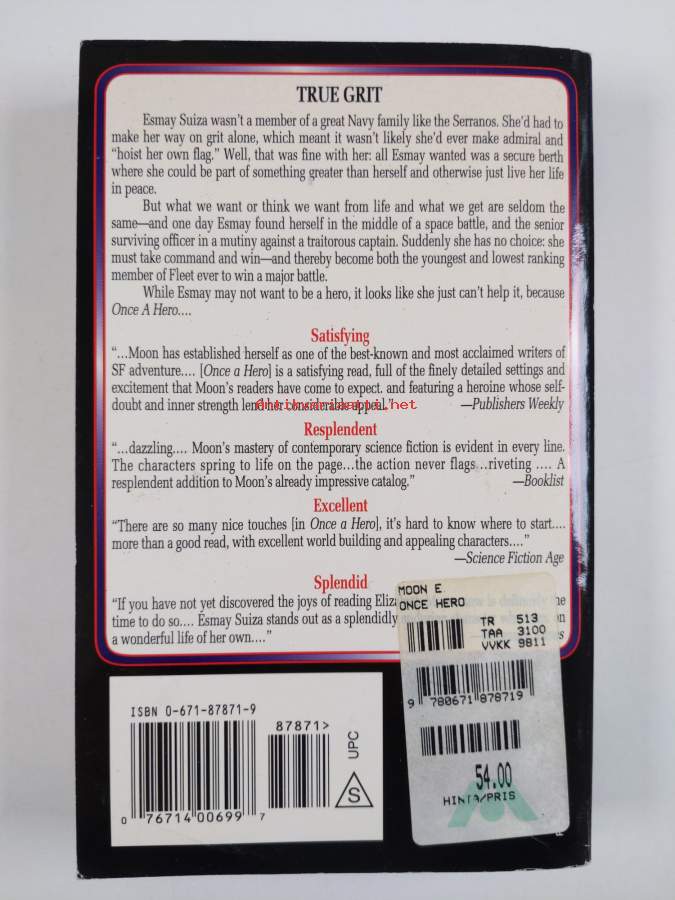 TRUE GRIT
Esmay Suiza wasn't a member of a great Navy family like the Serranos. She'd had to
make her way on grit alone, which meant it wasn't likely she'd ever make admiral and
“hoist her own flag.” Well, that was fine with her: all Esmay wanted was a secure berth
where she could be part of something greater than herself and otherwise just live her life
in peace.
But what we want or think we want from life and what we get are seldom the
same—and one day Esmay found herself in the middle of a space battle, and the senior
surviving officer in a mutiny against a traitorous captain. Suddenly she has no choice: she
must take command and win—and thereby become both the youngest and lowest ranking
member of Fleet ever to win a major battle.
While Esmay may not want to be a hero, it looks like she just can't help it, because
Once A Hero....
Satisfying
“...Moon has established herself as one of the best-known and most acclaimed writers of
SF adventure.... [Once a Hero] is a satisfying read, full of the finely detailed settings and
excitement that Moon's readers have come to expect. and featuring a heroine whose self-
doubt and inner strength lend her considerable appeal.” —Publishers Weekly
Resplendent
“...dazzling.... Moon's mastery of contemporary science fiction is evident in every line.
The characters spring to life on the page...the action never flags...riveting .... A
resplendent addition to Moon's already impressive catalog.” —Booklist
Excellent
“There are so many nice touches [in Once a Hero], it's hard to know where to start....
more than a good read, with excellent world building and appealing characters....”
—Science Fiction Age
Splendid
“If you have not yet discovered the joys of reading
time to do so.... Esmay Suiza stands out as a splendidly
a wonderful life of her own....”
MOON E
ONCE HERO
TR 513
TAA 3100
VVKK 9811
9 780671 878719
54.00
HINTA/PRIS
ISBN 0-671-87871-9
87871>
0 76714 00699 7
UPC
S